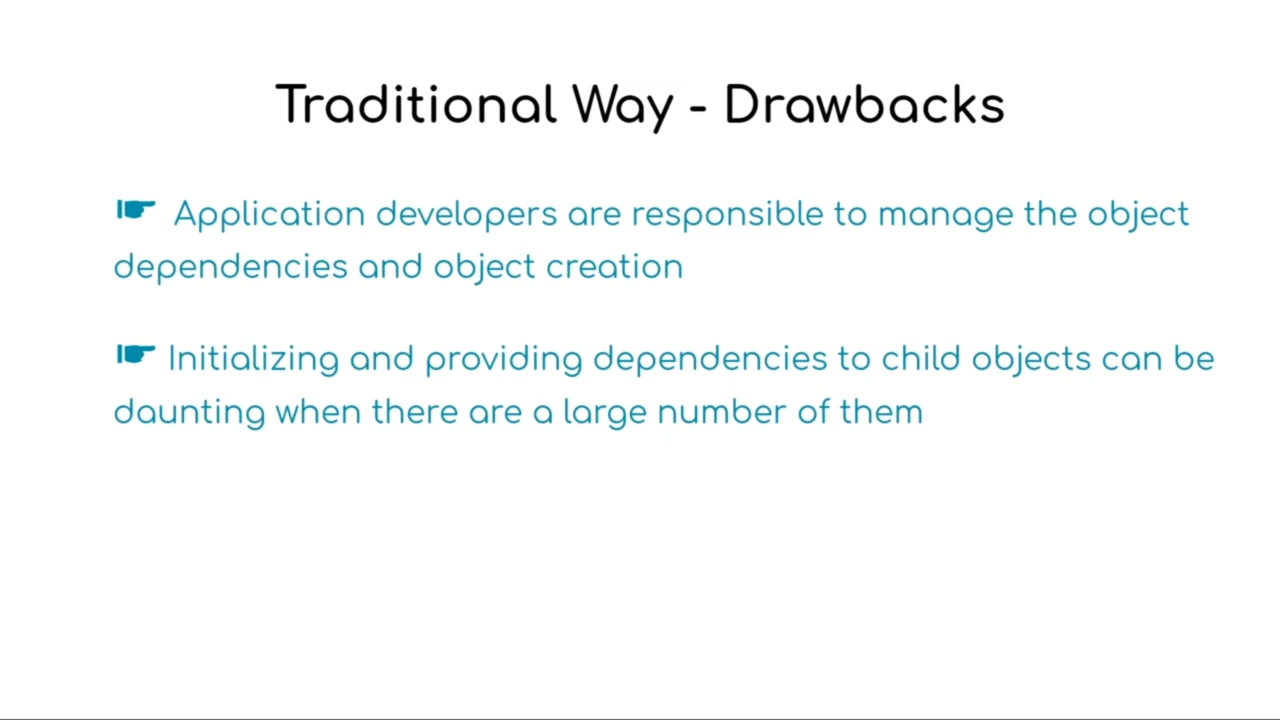 Traditional Way - Drawbacks
☛ Application developers are responsible to manage the object
dependencies and object creation
☛ Initializing and providing dependencies to child objects can be
daunting when there are a large number of them